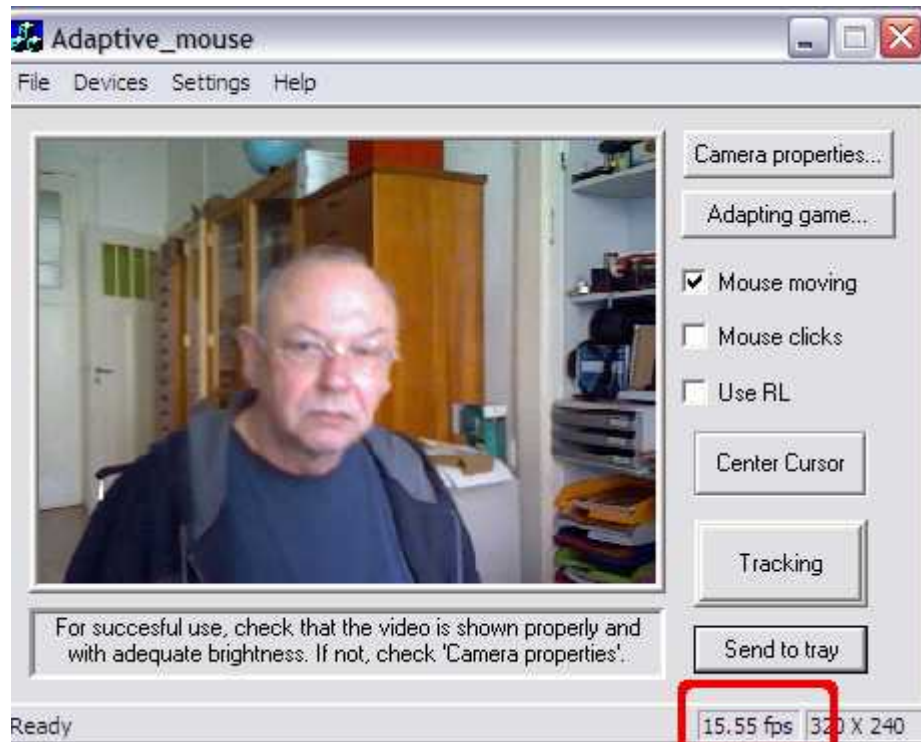 Adaptive_mouse
File Devices Settings Help
Camera properties...
Adapting game...
Mouse moving
Mouse clicks
Use RL
Center Cursor
Tracking
For succesful use, check that the video is shown properly and
with adequate brightness. If not, check 'Camera properties'.
Send to tray
Ready 15.55 fps 320 X 240